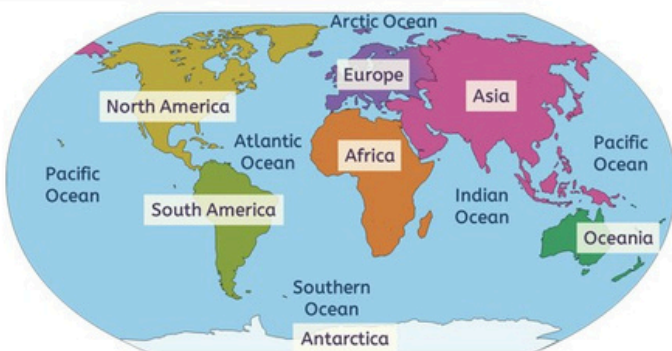 Arctic Ocean
Europe
Asia
North America
Atlantic
Ocean
Africa
Pacific
Ocean
Pacific
Ocean
South America
Indian
Ocean
Oceania
Southern
Ocean
Antarctica